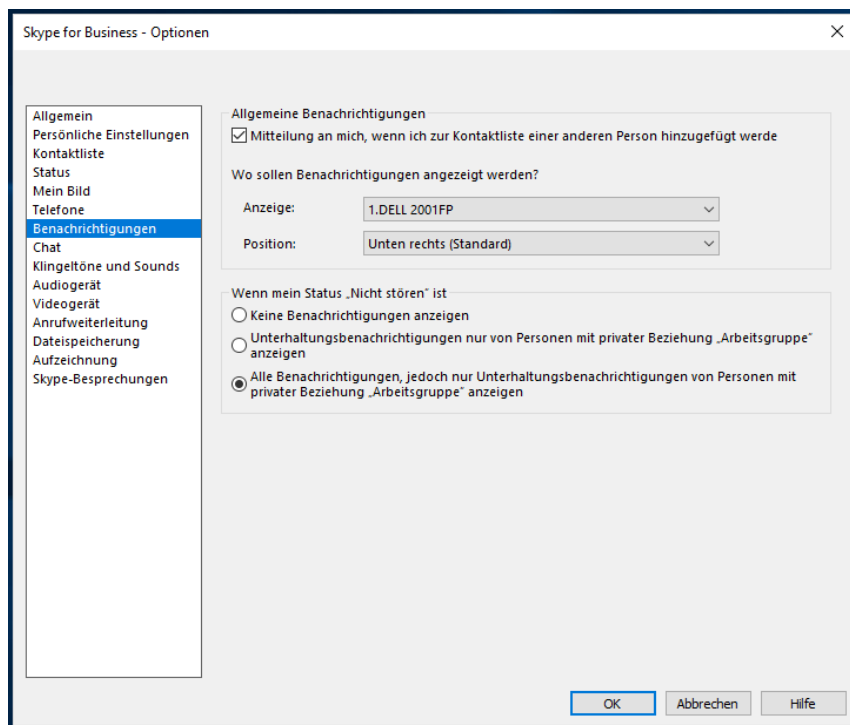 Skype for Business - Optionen
Allgemein
Persönliche Einstellungen
Kontaktliste
Status
Mein Bild
Telefone
Benachrichtigungen
Chat
Klingeltöne und Sounds
Audiogerät
Videogerät
Anrufweiterleitung
Dateispeicherung
Aufzeichnung
Skype-Besprechungen
Allgemeine Benachrichtigungen
Mitteilung an mich, wenn ich zur Kontaktliste einer anderen Person hinzugefügt werde
Wo sollen Benachrichtigungen angezeigt werden?
Anzeige: 1.DELL 2001FP
Position: Unten rechts (Standard)
Wenn mein Status „Nicht stören“ ist
Keine Benachrichtigungen anzeigen
Unterhaltungsbenachrichtigungen nur von Personen mit privater Beziehung „Arbeitsgruppe“
anzeigen
Alle Benachrichtigungen, jedoch nur Unterhaltungsbenachrichtigungen von Personen mit
privater Beziehung „Arbeitsgruppe“ anzeigen
OK Abbrechen Hilfe